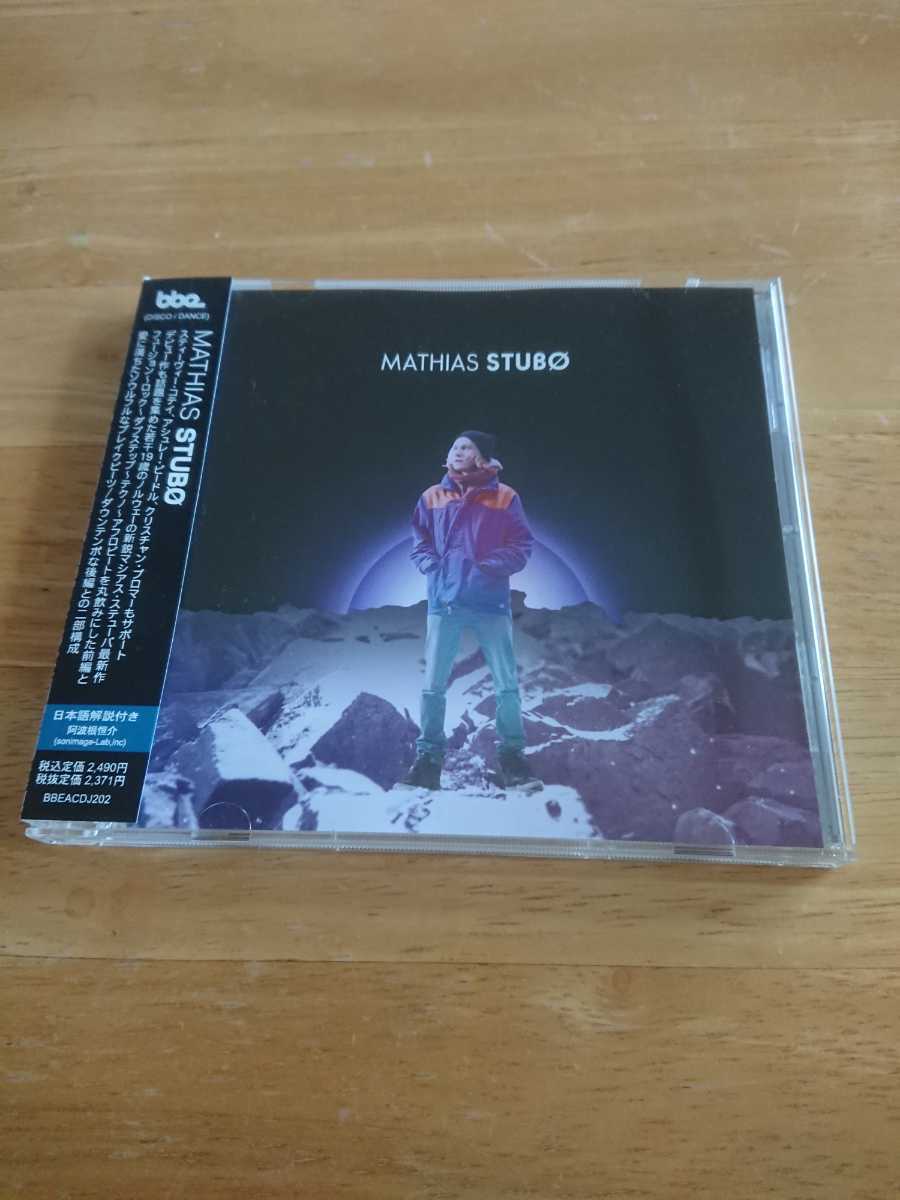 bbe.
(DISCO / DANCE)
MATHIAS STUBØ
スティーヴィー・コティ、アシュレー・ビードル、クリスチャン・プロマーもサポート
デビュー作も話題を集めた若干19歳のノルウェーの新鋭マシアス・ステューバ最新作
フュージョン〜ロック〜ダブステップ〜テクノ〜アフロビートを丸飲みにした前編と
愛に満ちたソウルフルなブレイクビーツ/ダウンテンポな後編との二部構成
日本語解説付き
阿波根恒介
(sonimage-Lab,inc)
税込定価 2,490円
税抜定価 2,371円
BBEACDJ202
MATHIAS STUBØ